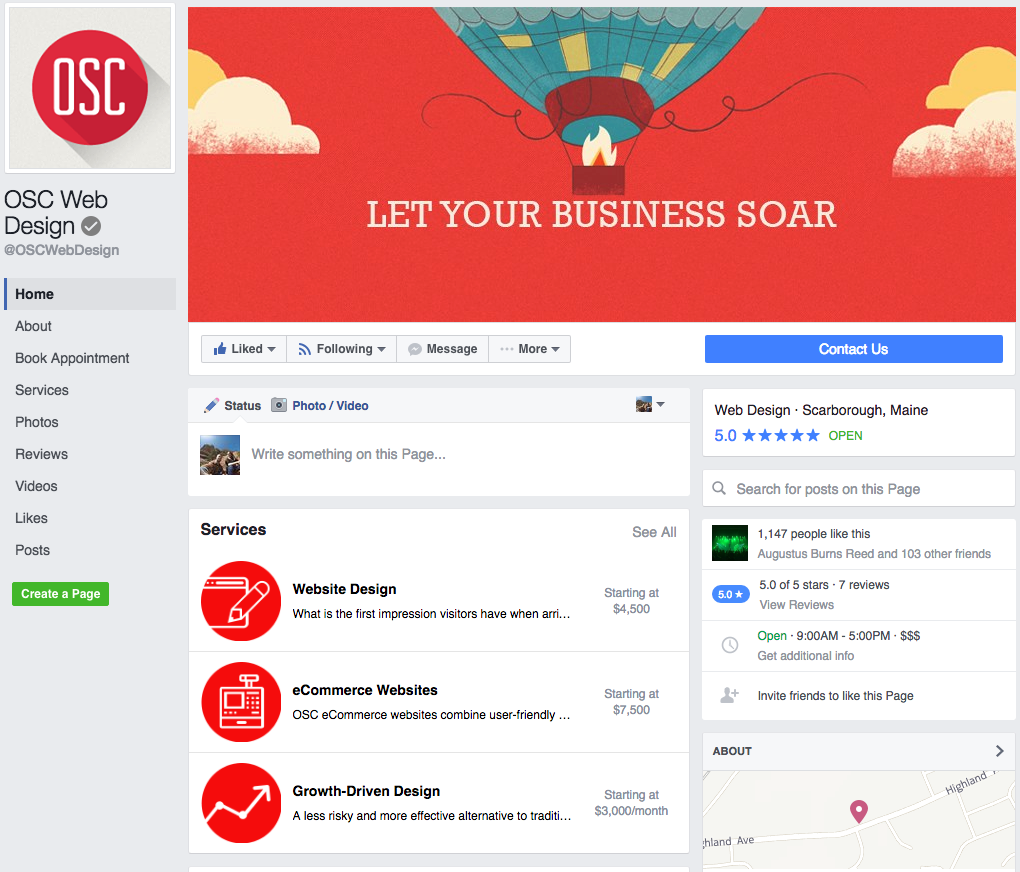 OSC
OSC Web
Design
@OSCWebDesign
Home
About
Book Appointment
Services
Photos
Reviews
Videos
Likes
Posts
Create a Page
LET YOUR BUSINESS SOAR
Liked Following Message More
Contact Us
Status Photo / Video
Write something on this Page...
Services See All
Website Design
What is the first impression visitors have when arri...
Starting at
$4,500
eCommerce Websites
OSC eCommerce websites combine user-friendly ...
Starting at
$7,500
Growth-Driven Design
A less risky and more effective alternative to traditi...
Starting at
$3,000/month
Web Design · Scarborough, Maine
5.0 ★★★★★ OPEN
Search for posts on this Page
1,147 people like this
Augustus Burns Reed and 103 other friends
5.0 ★
5.0 of 5 stars · 7 reviews
View Reviews
Open · 9:00AM - 5:00PM · $$$
Get additional info
Invite friends to like this Page
ABOUT
Highland
ghland Ave